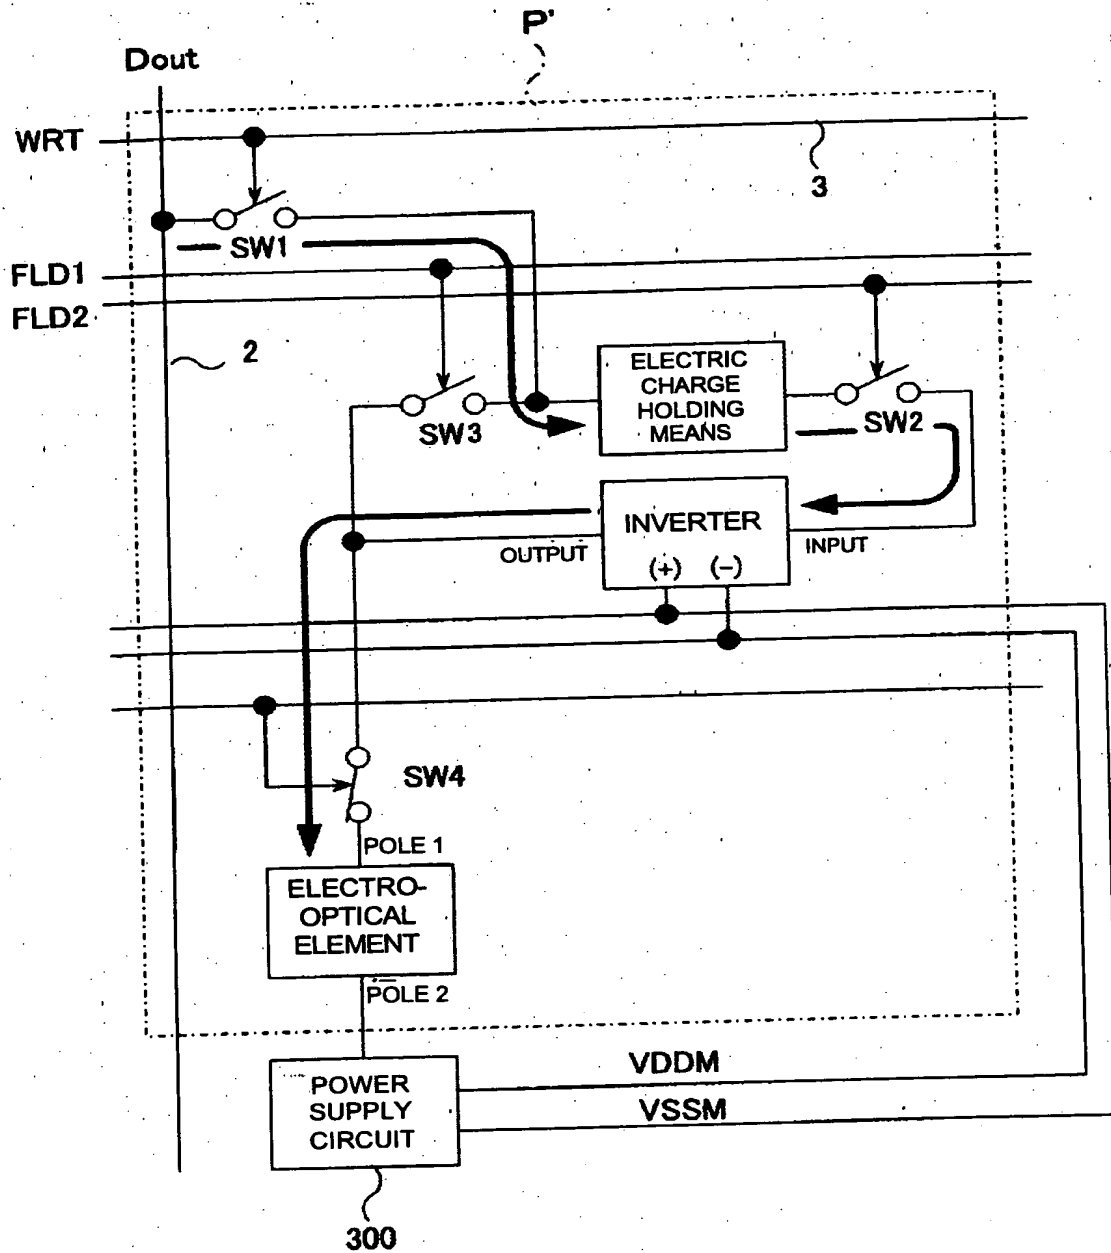 P'
Dout
WRT
3
SW1
FLD1
FLD2
2
ELECTRIC
CHARGE
HOLDING
MEANS
SW3
SW2
INVERTER
OUTPUT
INPUT
(+) (-)
SW4
POLE 1
ELECTRO-
OPTICAL
ELEMENT
POLE 2
VDDM
POWER
SUPPLY
CIRCUIT
VSSM
300